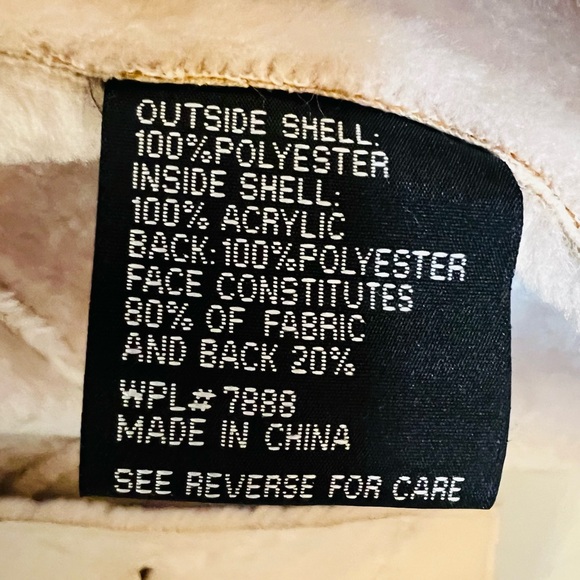 OUTSIDE SHELL:
100%POLYESTER
INSIDE SHELL:
100% ACRYLIC
BACK:100%POLYESTER
FACE CONSTITUTES
80% OF FABRIC
AND BACK 20%
WPL# 7888
MADE IN CHINA
SEE REVERSE FOR CARE